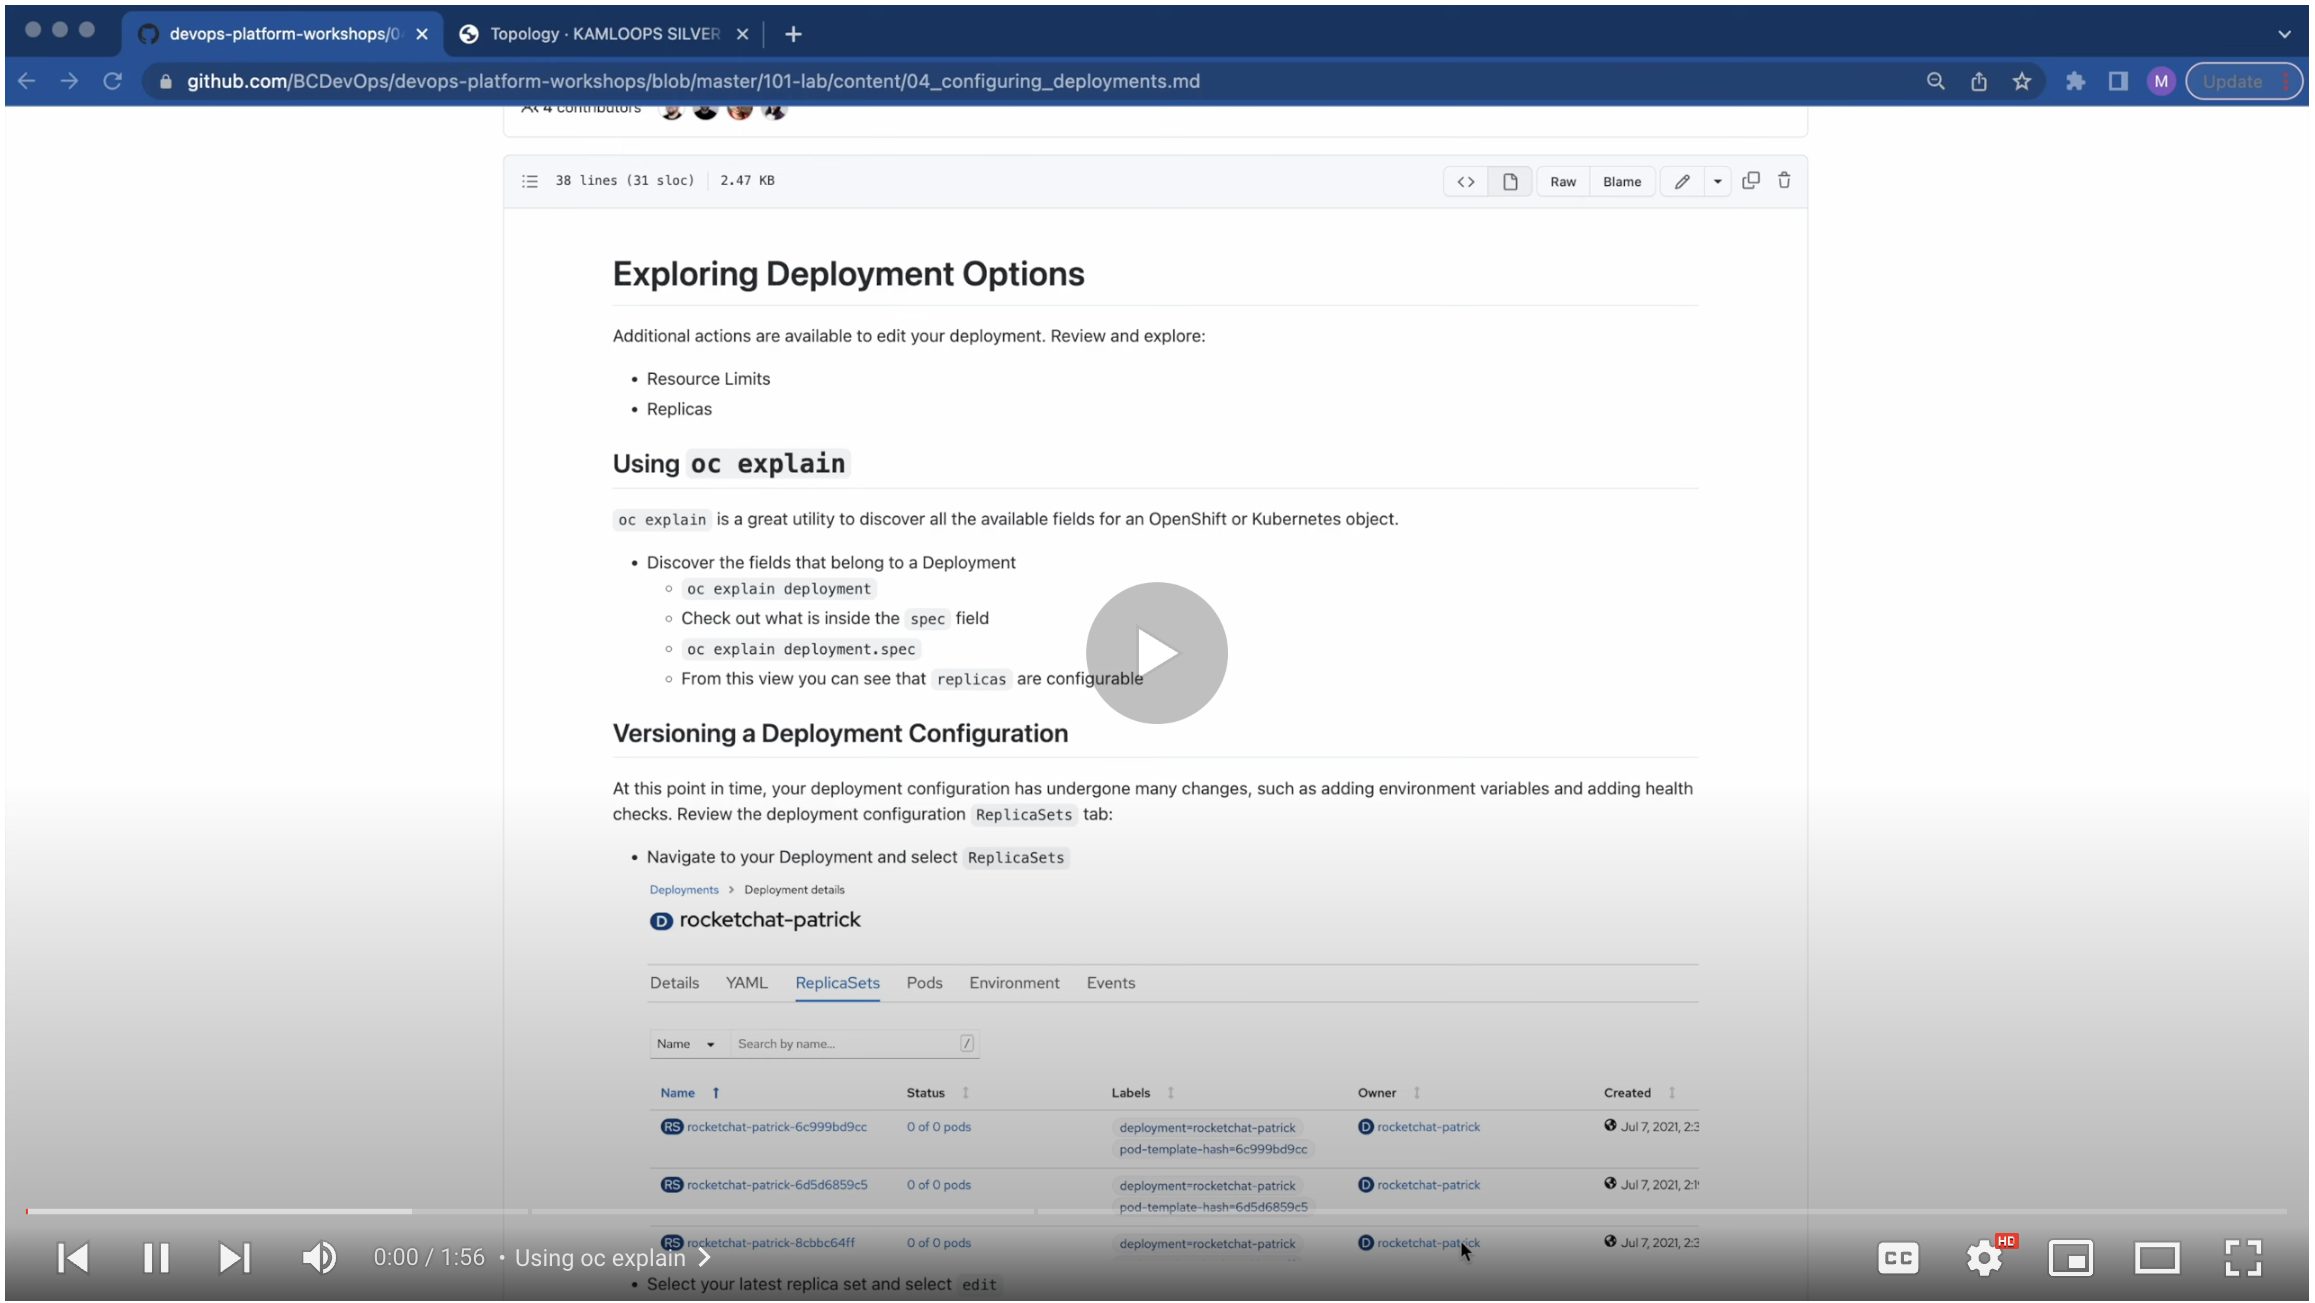 devops-platform-workshops/0
Topology · KAMLOOPS SILVER
github.com/BCDevOps/devops-platform-workshops/blob/master/101-lab/content/04_configuring_deployments.md
M
Update
4 contributors
38 lines (31 sloc)
2.47 KB
Raw
Blame
Exploring Deployment Options
Additional actions are available to edit your deployment. Review and explore:
Resource Limits
Replicas
Using oc explain
oc explain is a great utility to discover all the available fields for an OpenShift or Kubernetes object.
Discover the fields that belong to a Deployment
oc explain deployment
Check out what is inside the spec field
oc explain deployment.spec
From this view you can see that replicas are configurable
Versioning a Deployment Configuration
At this point in time, your deployment configuration has undergone many changes, such as adding environment variables and adding health
checks. Review the deployment configuration ReplicaSets tab:
Navigate to your Deployment and select ReplicaSets
Deployments > Deployment details
D rocketchat-patrick
Details YAML ReplicaSets Pods Environment Events
Name Search by name... /
Name Status Labels Owner Created
RS rocketchat-patrick-6c999bd9cc 0 of 0 pods deployment=rocketchat-patrick D rocketchat-patrick Jul 7, 2021, 2:3
pod-template-hash=6c999bd9cc
RS rocketchat-patrick-6d5d6859c5 0 of 0 pods deployment=rocketchat-patrick D rocketchat-patrick Jul 7, 2021, 2:1
pod-template-hash=6d5d6859c5
RS rocketchat-patrick-8cbbc64ff 0 of 0 pods deployment=rocketchat-patrick D rocketchat-patrick Jul 7, 2021, 2:3
0:00 / 1:56 • Using oc explain
CC
HD
Select your latest replica set and select edit